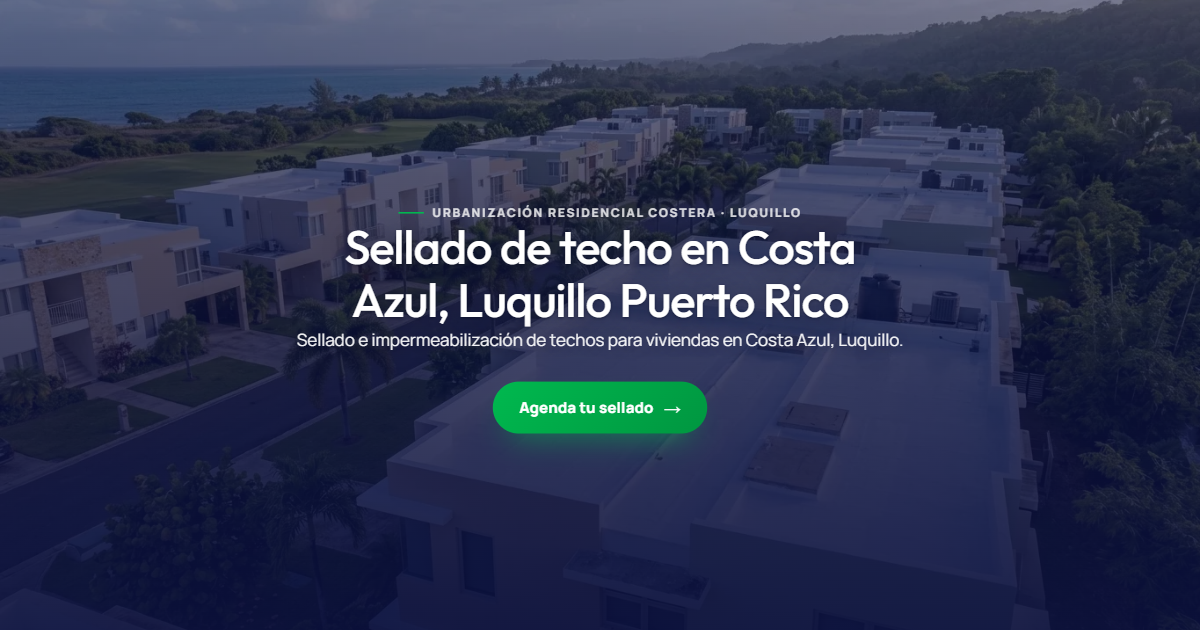 URBANIZACIÓN RESIDENCIAL COSTERA · LUQUILLO
Sellado de techo en Costa
Azul, Luquillo Puerto Rico
Sellado e impermeabilización de techos para viviendas en Costa Azul, Luquillo.
Agenda tu sellado →